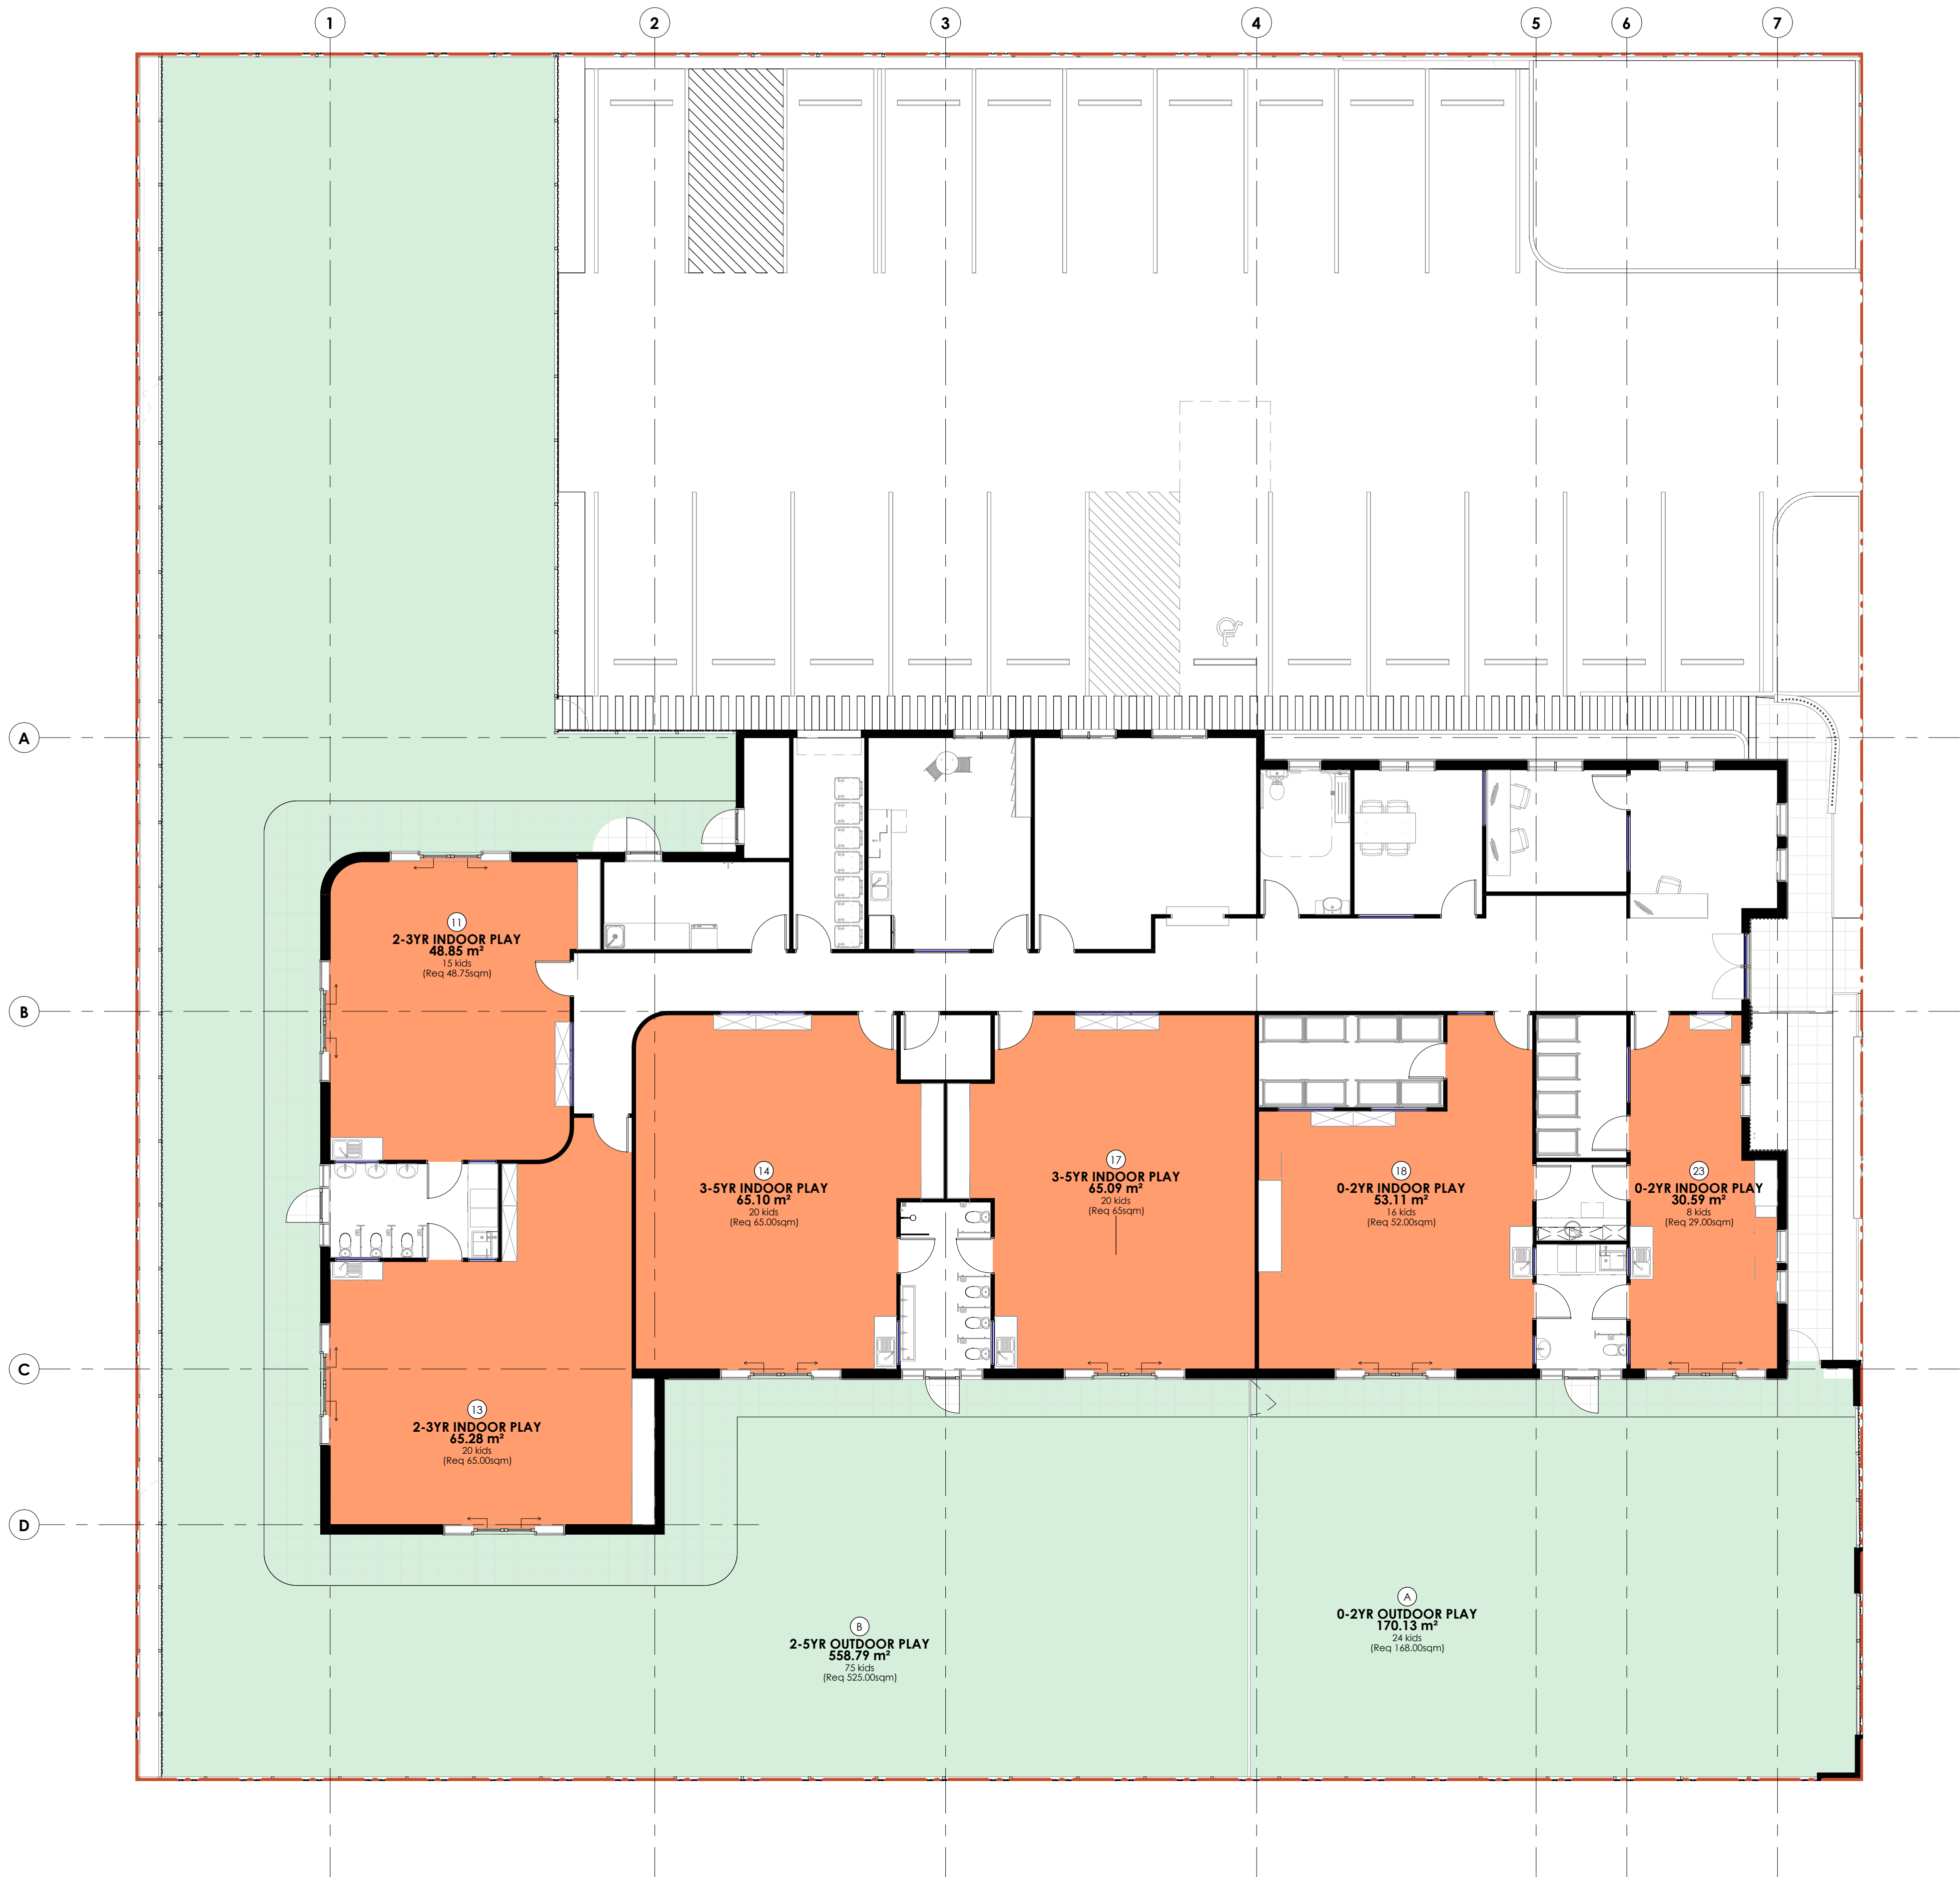 1 2 3 4 5 6 7
A
11
2-3YR INDOOR PLAY
48.85 m²
15 kids
(Req 48.75sqm)
B
14
3-5YR INDOOR PLAY
65.10 m²
20 kids
(Req 65.00sqm)
17
3-5YR INDOOR PLAY
65.09 m²
20 kids
(Req 65sqm)
18
0-2YR INDOOR PLAY
53.11 m²
16 kids
(Req 52.00sqm)
23
0-2YR INDOOR PLAY
30.59 m²
8 kids
(Req 29.00sqm)
C
13
2-3YR INDOOR PLAY
65.28 m²
20 kids
(Req 65.00sqm)
D
B
2-5YR OUTDOOR PLAY
558.79 m²
75 kids
(Req 525.00sqm)
A
0-2YR OUTDOOR PLAY
170.13 m²
24 kids
(Req 168.00sqm)